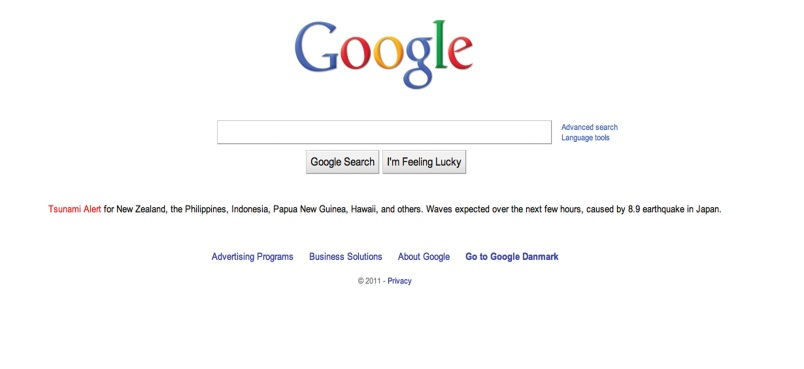 Google
Advanced search
Language tools
Google Search I'm Feeling Lucky
Tsunami Alert for New Zealand, the Philippines, Indonesia, Papua New Guinea, Hawaii, and others. Waves expected over the next few hours, caused by 8.9 earthquake in Japan.
Advertising Programs Business Solutions About Google Go to Google Danmark
© 2011 - Privacy